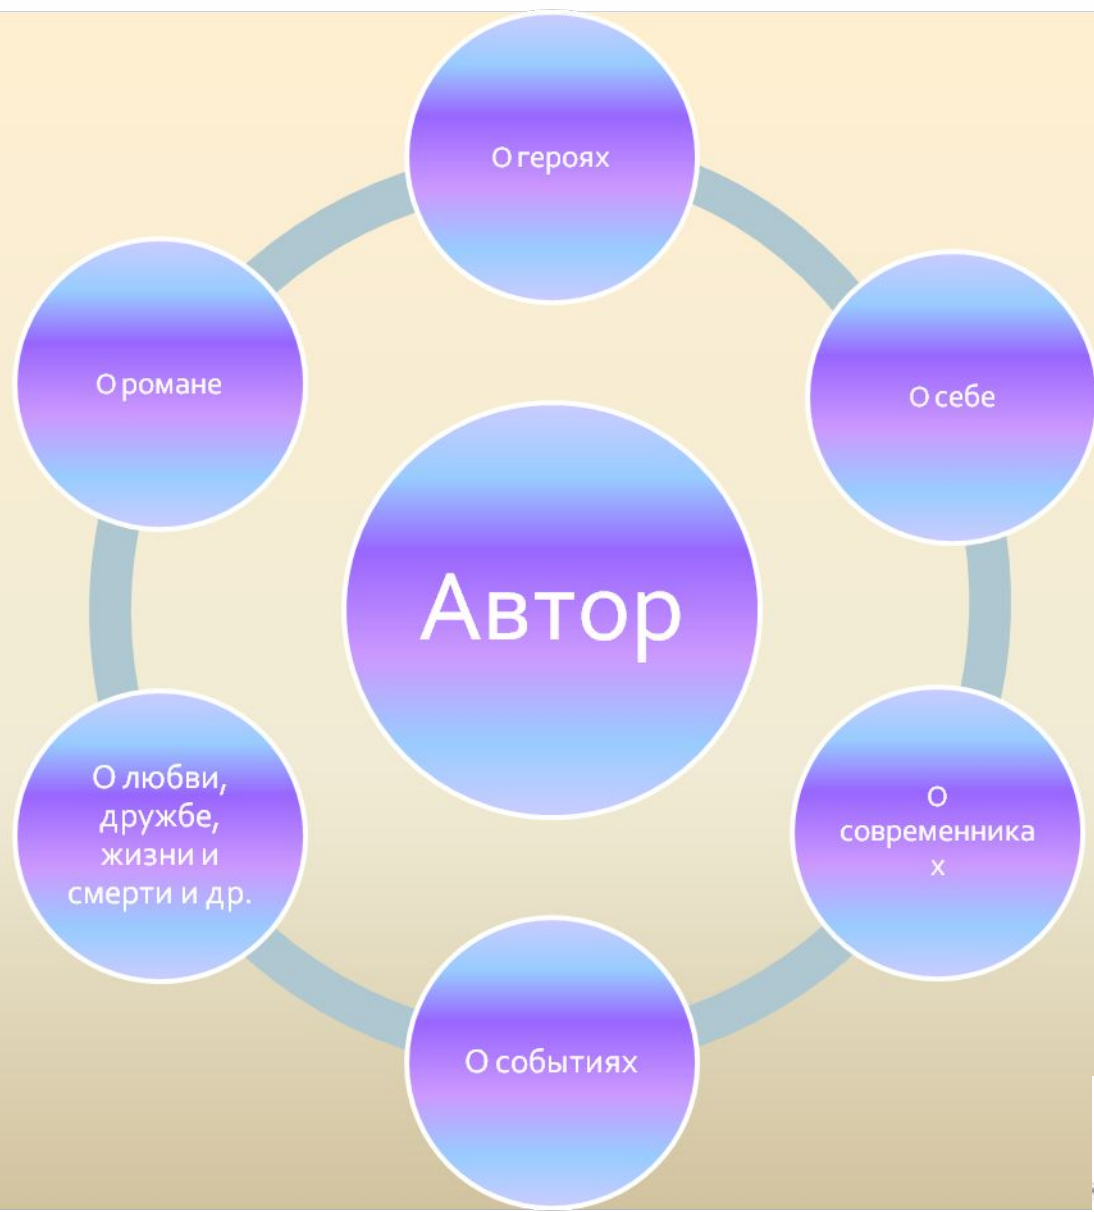 О героях
О себе
О
современника
х
О событиях
О любви,
дружбе,
жизни и
смерти и др.
О романе
Автор